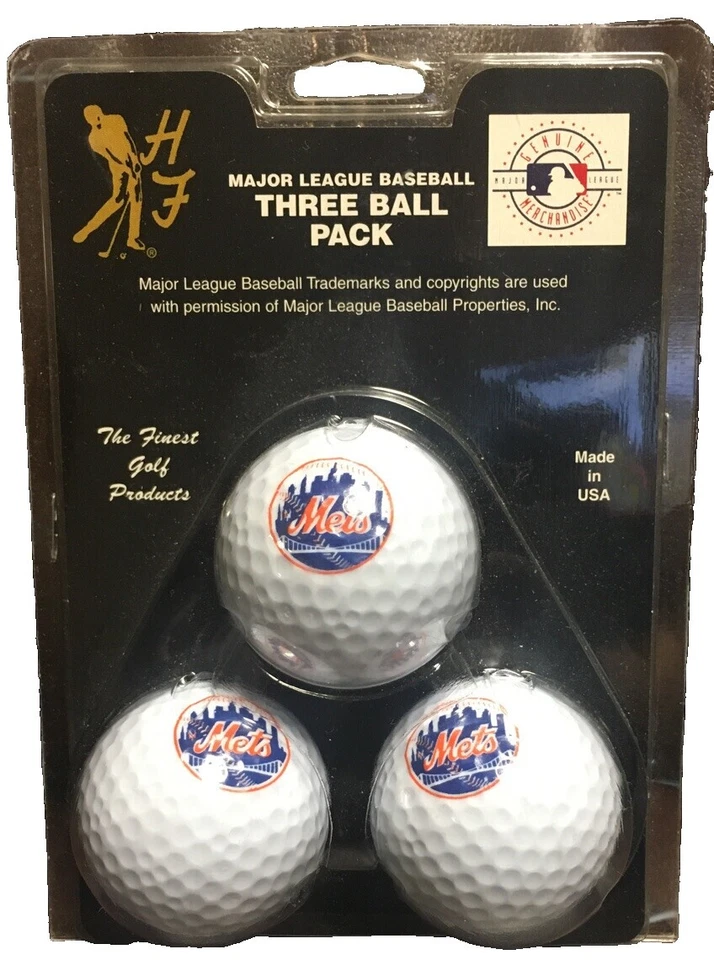 H
F
®
MAJOR LEAGUE BASEBALL
THREE BALL
PACK
GENUINE
MAJOR LEAGUE
MERCHANDISE
Major League Baseball Trademarks and copyrights are used
with permission of Major League Baseball Properties, Inc.
The Finest
Golf
Products
Made
in
USA
Mets
Mets
Mets